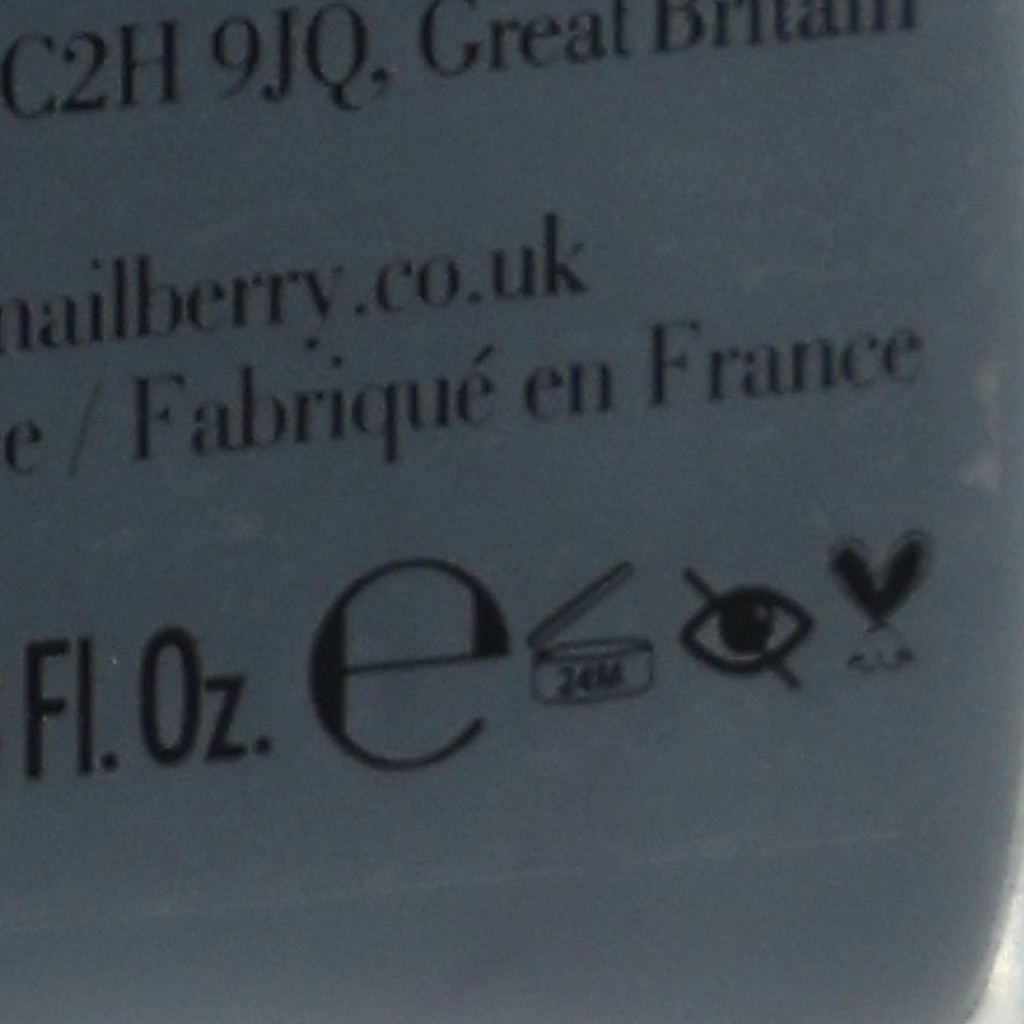 C2H 9JQ, Great Britain
nailberry.co.uk
e / Fabriqué en France
Fl. Oz. e 24M